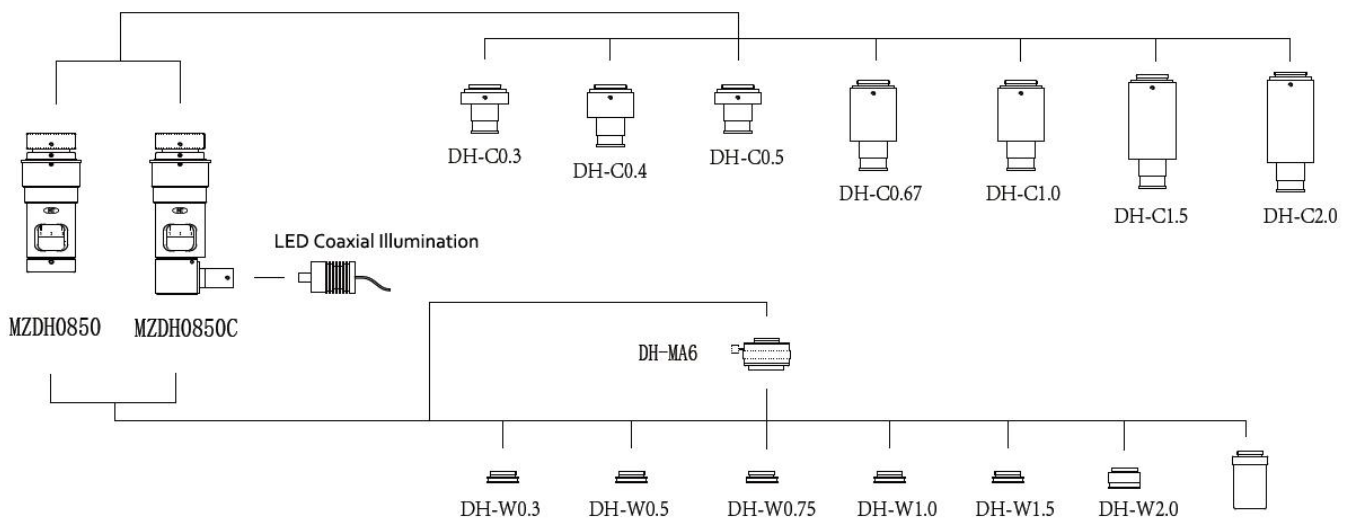 DH-C0.3
DH-C0.4
DH-C0.5
DH-C0.67
DH-C1.0
DH-C1.5
DH-C2.0
LED Coaxial Illumination
MZDH0850
MZDH0850C
DH-MA6
DH-W0.3
DH-W0.5
DH-W0.75
DH-W1.0
DH-W1.5
DH-W2.0